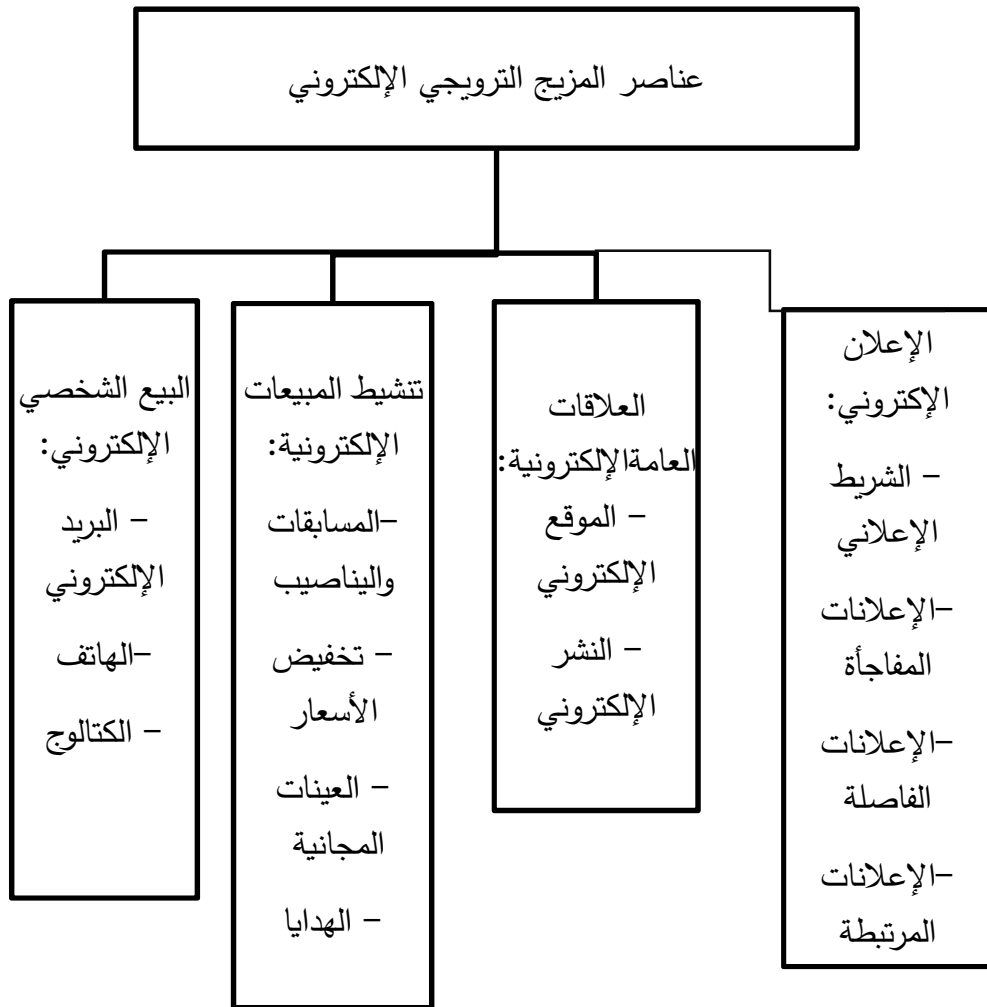 عناصر المزيج الترويجي الإلكتروني
الإعلان
الإكتروني:
– الشريط
الإعلاني
–الإعلانات
المفاجأة
–الإعلانات
الفاصلة
–الإعلانات
المرتبطة
العلاقات
العامةالإلكترونية:
– الموقع
الإلكتروني
– النشر
الإلكتروني
تنشيط المبيعات
الإلكترونية:
–المسابقات
واليناصيب
– تخفيض
الأسعار
– العينات
المجانية
– الهدايا
البيع الشخصي
الإلكتروني:
– البريد
الإلكتروني
–الهاتف
– الكتالوج